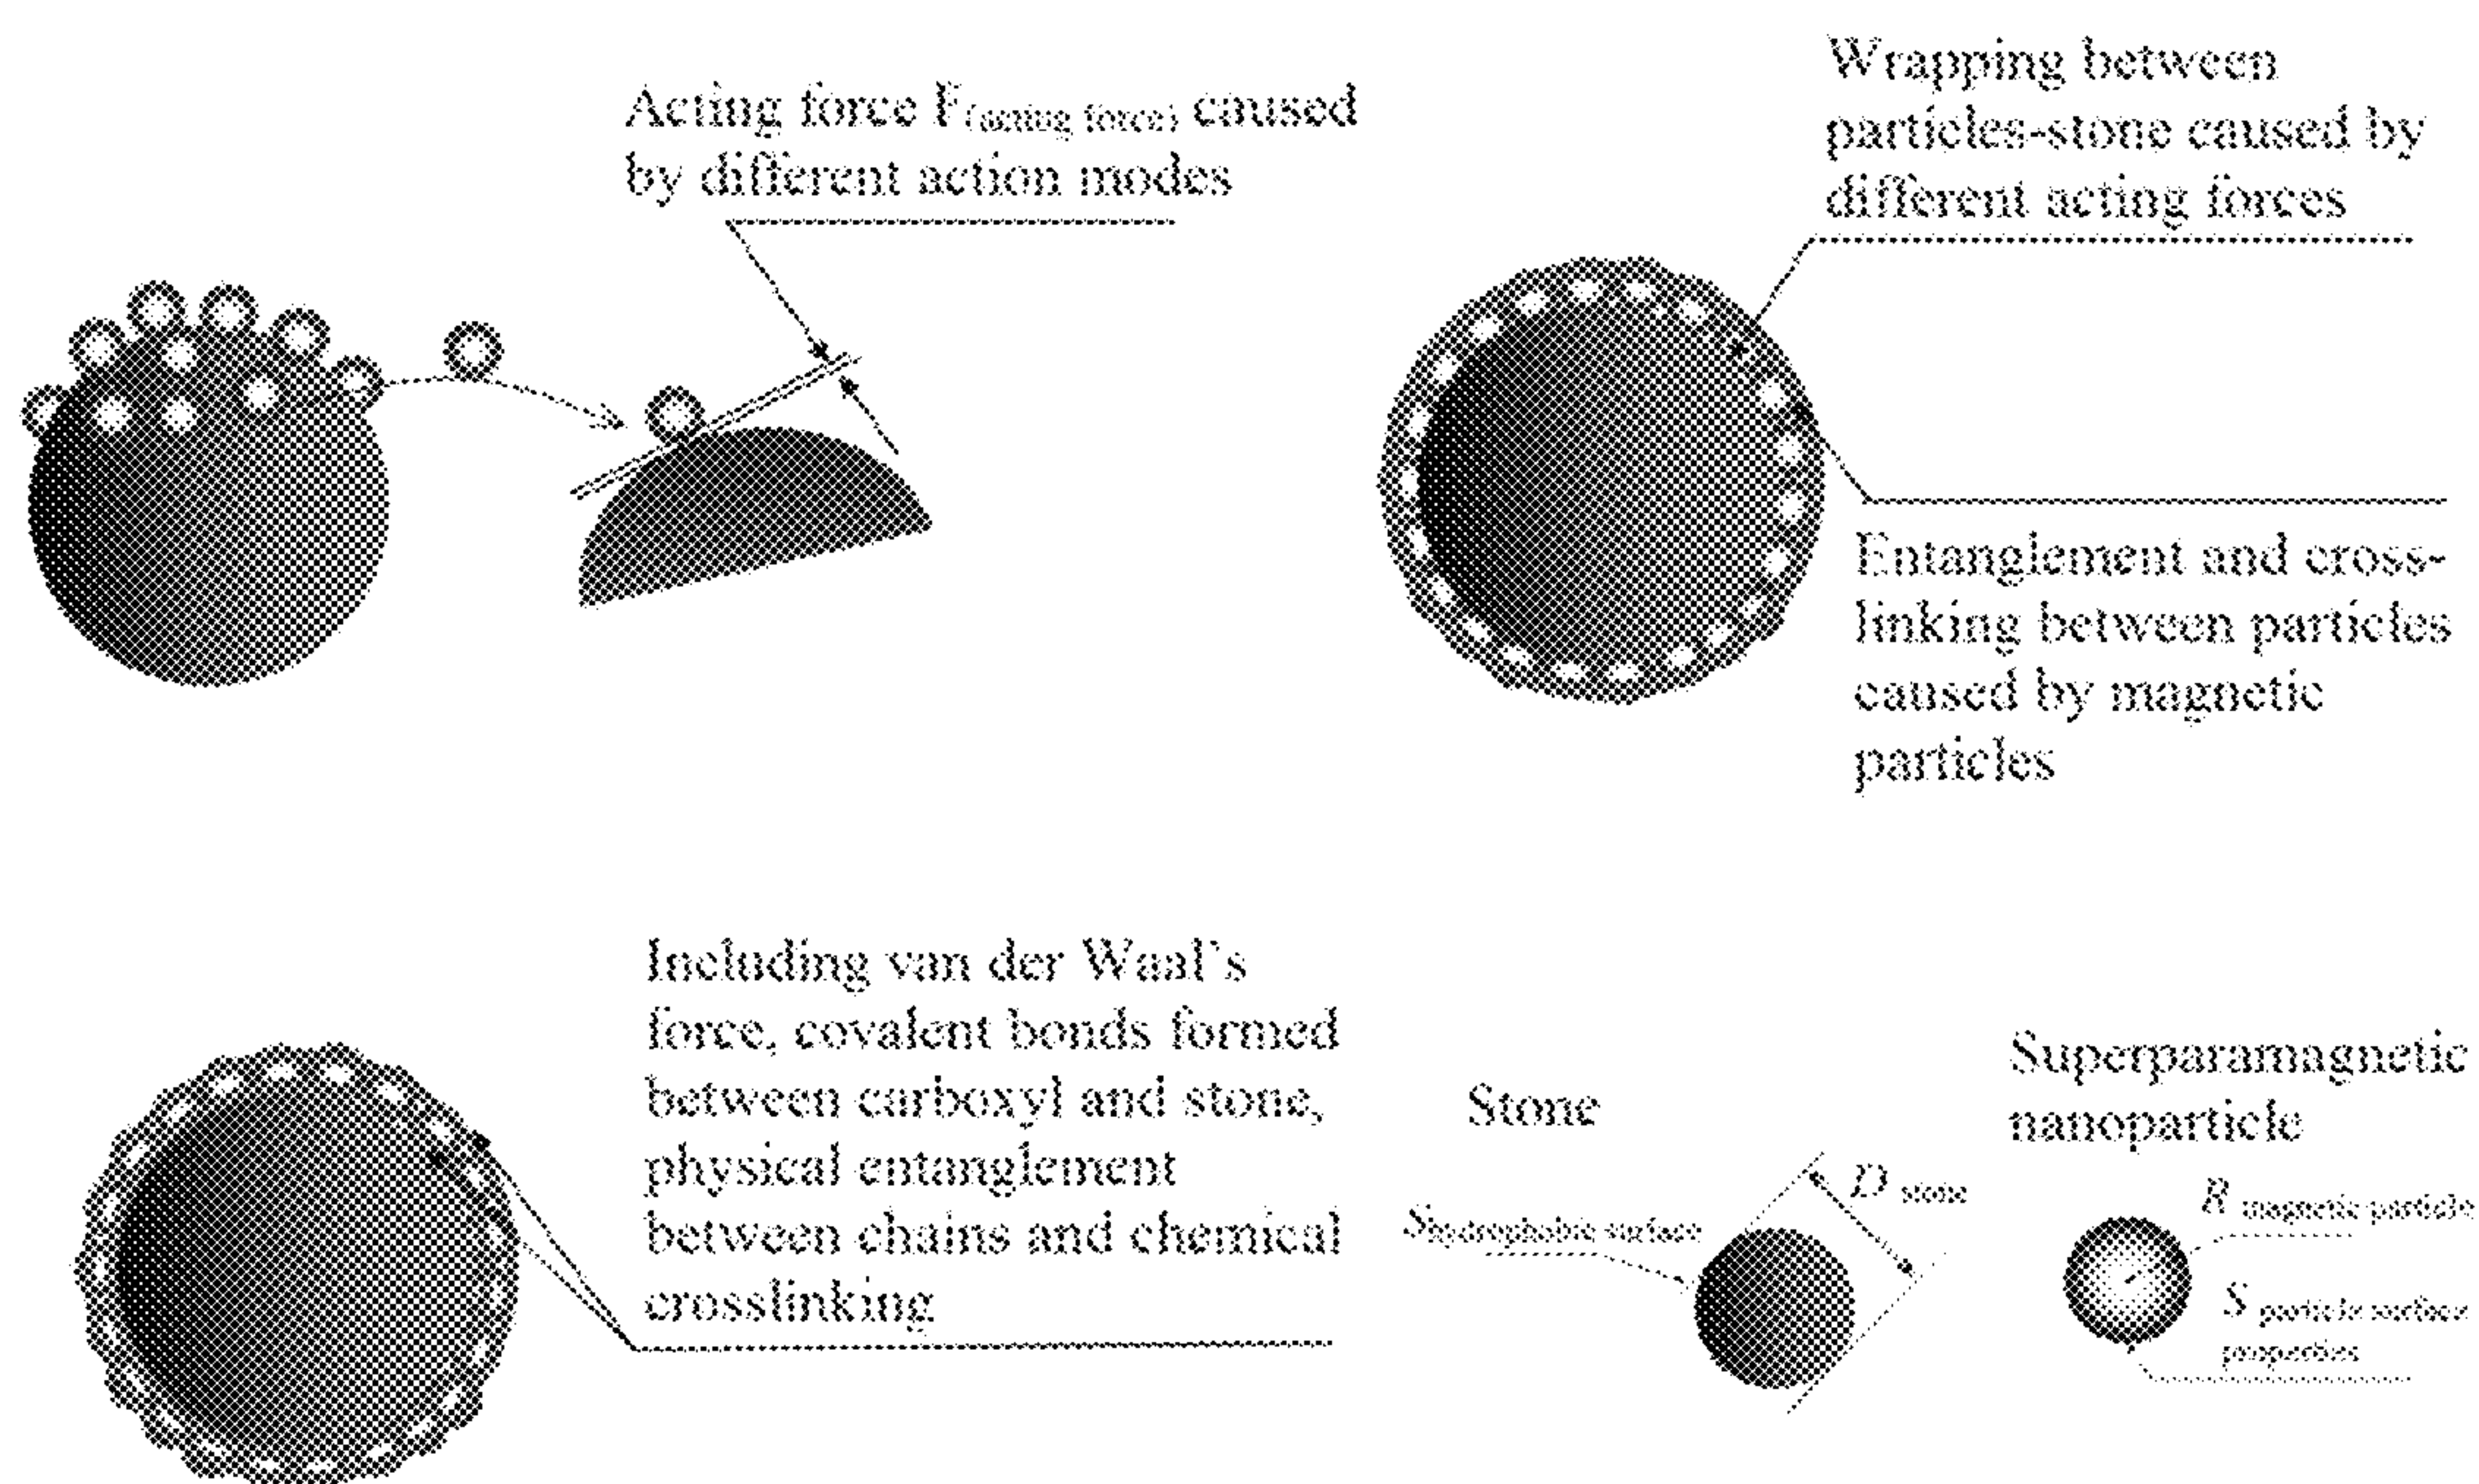 Acting force F(acting force) caused
by different action modes
Wrapping between
particles-stone caused by
different acting forces
Entanglement and cross-
linking between particles
caused by magnetic
particles
Including van der Waal's
force, covalent bonds formed
between carboxyl and stone,
physical entanglement
between chains and chemical
crosslinking
Stone
D stone
S surface
Superparamagnetic
nanoparticle
R magnetic particle
S particle surface
properties